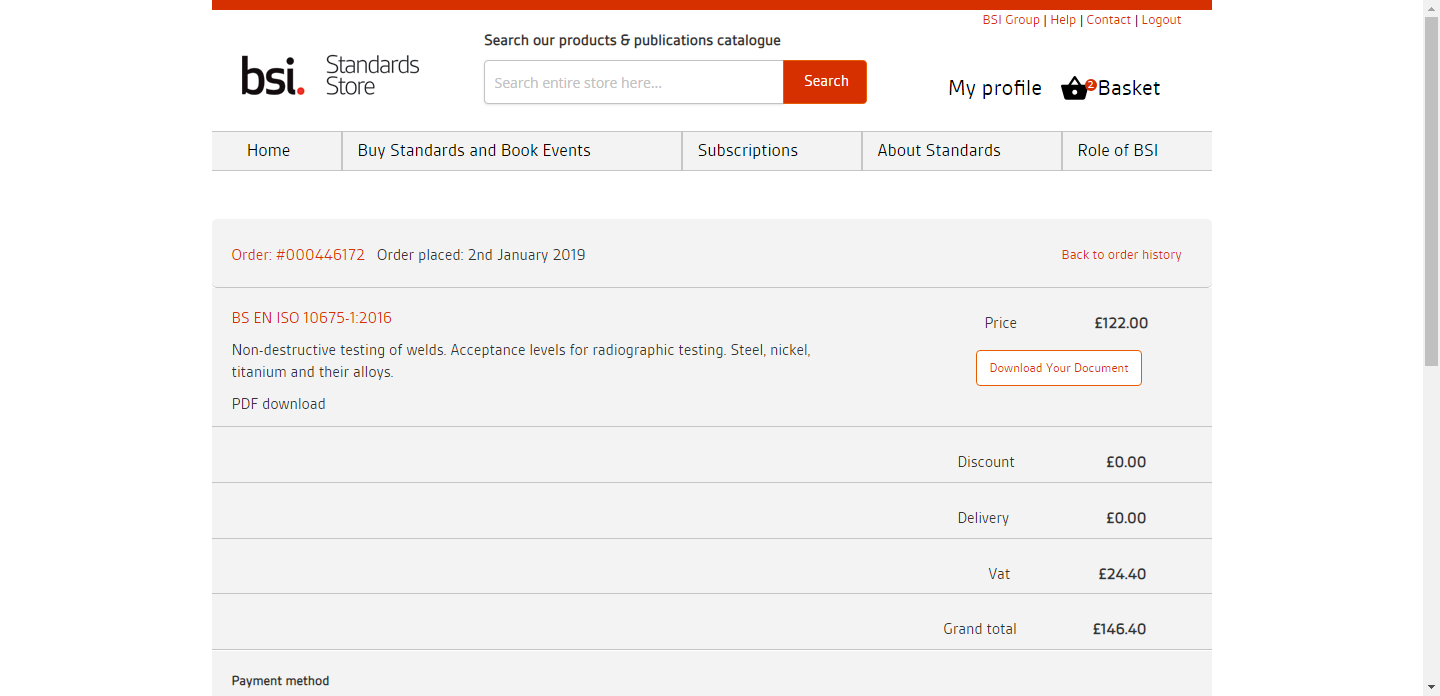 BSI Group | Help | Contact | Logout
Search our products & publications catalogue
bsi. Standards
Store
Search entire store here...
Search
My profile
2
Basket
Home
Buy Standards and Book Events
Subscriptions
About Standards
Role of BSI
Order: #000446172 Order placed: 2nd January 2019
Back to order history
BS EN ISO 10675-1:2016
Price £122.00
Non-destructive testing of welds. Acceptance levels for radiographic testing. Steel, nickel,
titanium and their alloys.
Download Your Document
PDF download
Discount £0.00
Delivery £0.00
Vat £24.40
Grand total £146.40
Payment method